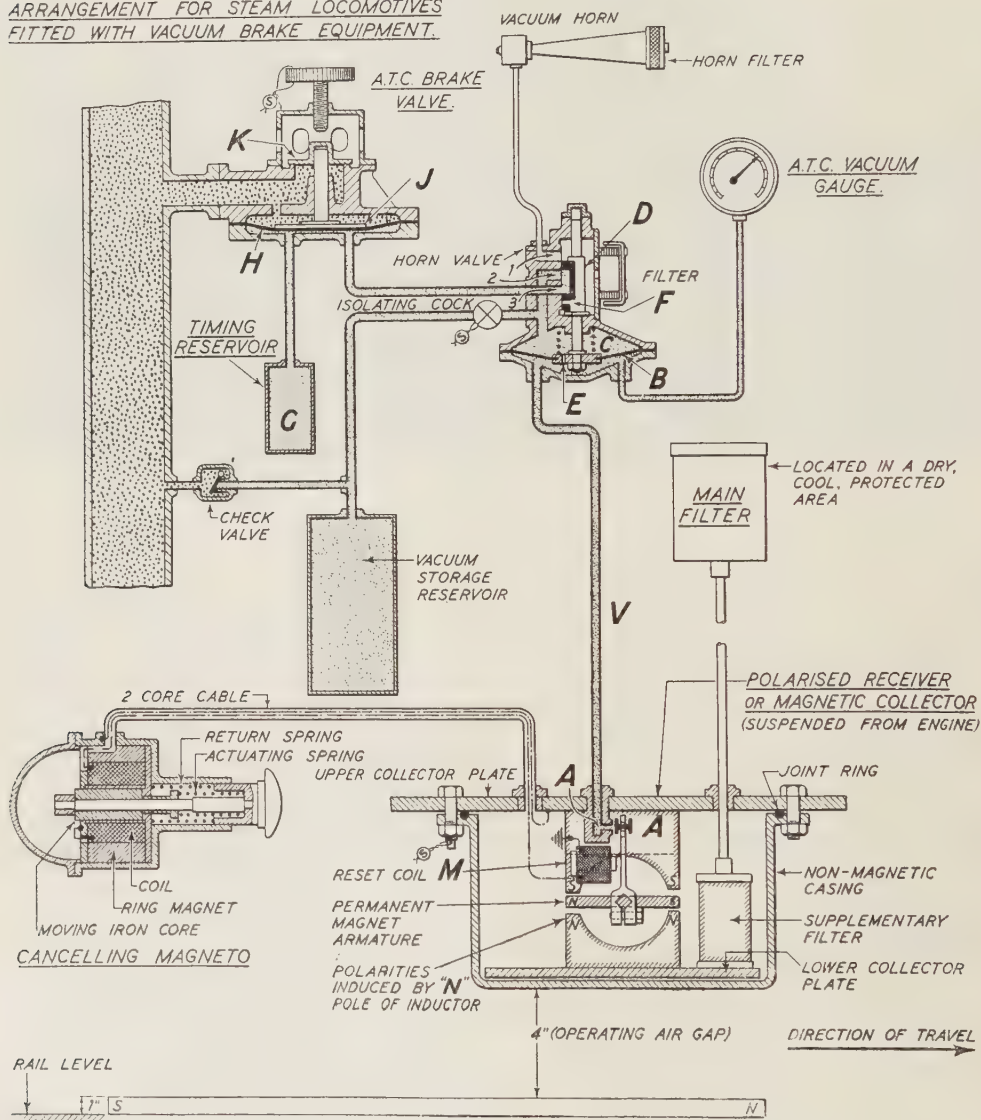 ARRANGEMENT FOR STEAM LOCOMOTIVES
FITTED WITH VACUUM BRAKE EQUIPMENT.
VACUUM HORN
HORN FILTER
A.T.C. BRAKE
VALVE.
S
K
J
H
A.T.C. VACUUM
GAUGE.
D
HORN VALVE
1
2
3
FILTER
F
ISOLATING COCK
S
C
B
E
TIMING
RESERVOIR
G
CHECK
VALVE
VACUUM
STORAGE
RESERVOIR
V
MAIN
FILTER
LOCATED IN A DRY,
COOL, PROTECTED
AREA
2 CORE CABLE
RETURN SPRING
ACTUATING SPRING
COIL
RING MAGNET
MOVING IRON CORE
CANCELLING MAGNETO
POLARISED RECEIVER
OR MAGNETIC COLLECTOR
(SUSPENDED FROM ENGINE)
UPPER COLLECTOR PLATE
JOINT RING
A
A
S
RESET COIL
M
S
S
PERMANENT
MAGNET
ARMATURE
N
S
N
N
POLARITIES
INDUCED BY "N"
POLE OF INDUCTOR
NON-MAGNETIC
CASING
SUPPLEMENTARY
FILTER
LOWER COLLECTOR
PLATE
4" (OPERATING AIR GAP)
DIRECTION OF TRAVEL
RAIL LEVEL
1"
S
N